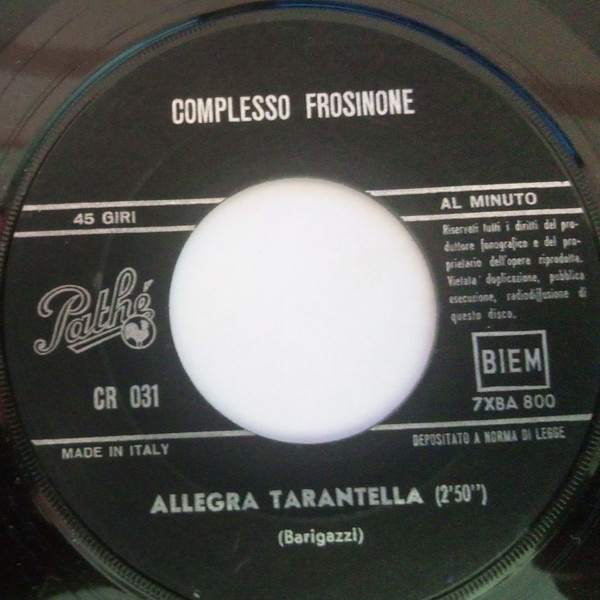 COMPLESSO FROSINONE
45 GIRI
AL MINUTO
Riservati tutti i diritti del pro-
duttore fonografico e del pro-
prietario dell'opera riprodotta.
Vietata duplicazione, pubblica
esecuzione, radiodiffusione di
questo disco.
Pathé
CR 031
BIEM
7XBA 800
MADE IN ITALY
DEPOSITATO A NORMA DI LEGGE
ALLEGRA TARANTELLA (2'50")
(Barigazzi)